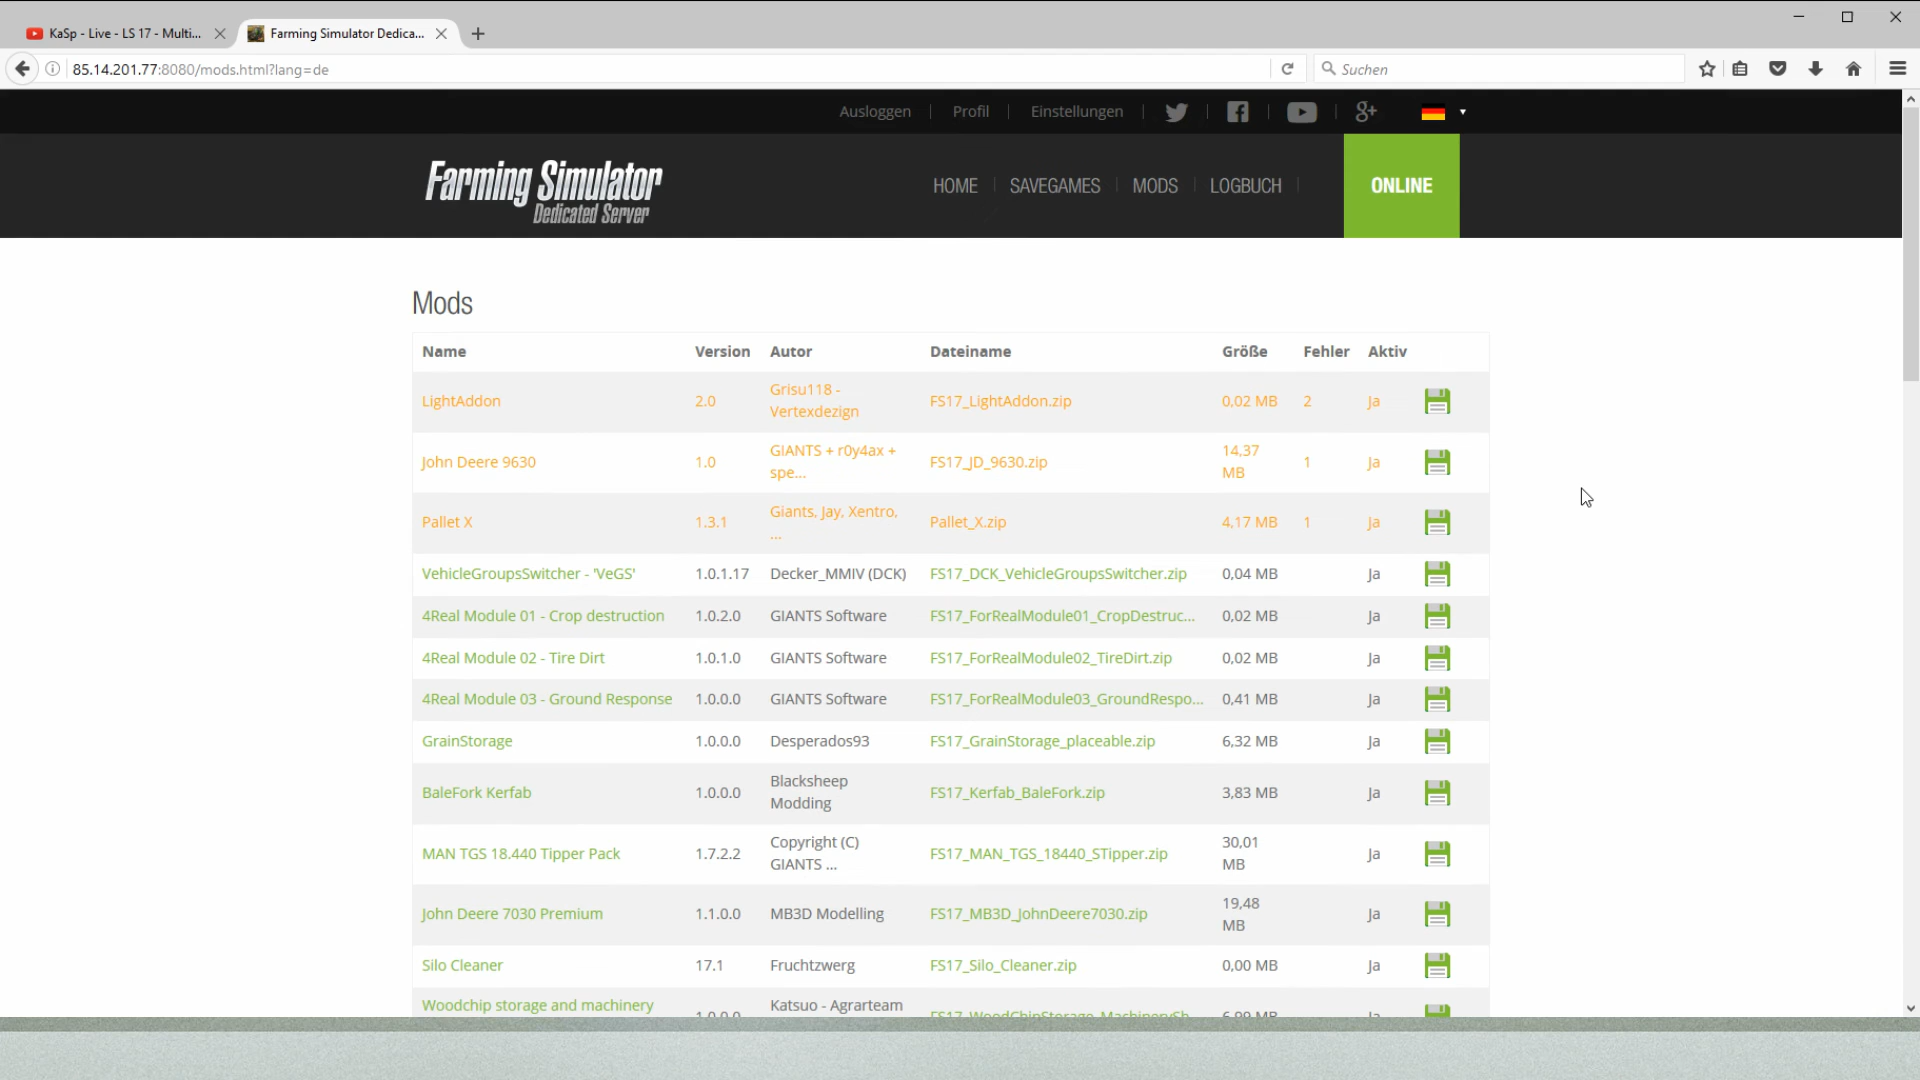 KaSp - Live - LS 17 - Multi...
Farming Simulator Dedica...
85.14.201.77:8080/mods.html?lang=de
Suchen
Ausloggen Profil Einstellungen
Farming Simulator
Dedicated Server
HOME SAVEGAMES MODS LOGBUCH ONLINE
Mods
Name Version Autor Dateiname Größe Fehler Aktiv
LightAddon 2.0 Grisu118 - Vertexdezign FS17_LightAddon.zip 0,02 MB 2 Ja
John Deere 9630 1.0 GIANTS + r0y4ax + spe... FS17_JD_9630.zip 14,37 MB 1 Ja
Pallet X 1.3.1 Giants, Jay, Xentro, ... Pallet_X.zip 4,17 MB 1 Ja
VehicleGroupsSwitcher - 'VeGS' 1.0.1.17 Decker_MMIV (DCK) FS17_DCK_VehicleGroupsSwitcher.zip 0,04 MB Ja
4Real Module 01 - Crop destruction 1.0.2.0 GIANTS Software FS17_ForRealModule01_CropDestruc... 0,02 MB Ja
4Real Module 02 - Tire Dirt 1.0.1.0 GIANTS Software FS17_ForRealModule02_TireDirt.zip 0,02 MB Ja
4Real Module 03 - Ground Response 1.0.0.0 GIANTS Software FS17_ForRealModule03_GroundRespo... 0,41 MB Ja
GrainStorage 1.0.0.0 Desperados93 FS17_GrainStorage_placeable.zip 6,32 MB Ja
BaleFork Kerfab 1.0.0.0 Blacksheep Modding FS17_Kerfab_BaleFork.zip 3,83 MB Ja
MAN TGS 18.440 Tipper Pack 1.7.2.2 Copyright (C) GIANTS ... FS17_MAN_TGS_18440_STipper.zip 30,01 MB Ja
John Deere 7030 Premium 1.1.0.0 MB3D Modelling FS17_MB3D_JohnDeere7030.zip 19,48 MB Ja
Silo Cleaner 17.1 Fruchtzwerg FS17_Silo_Cleaner.zip 0,00 MB Ja
Woodchip storage and machinery 1.0.0.0 Katsuo - Agrarteam FS17_WoodChipStorage_MachinerySh 6,99 MB Ja